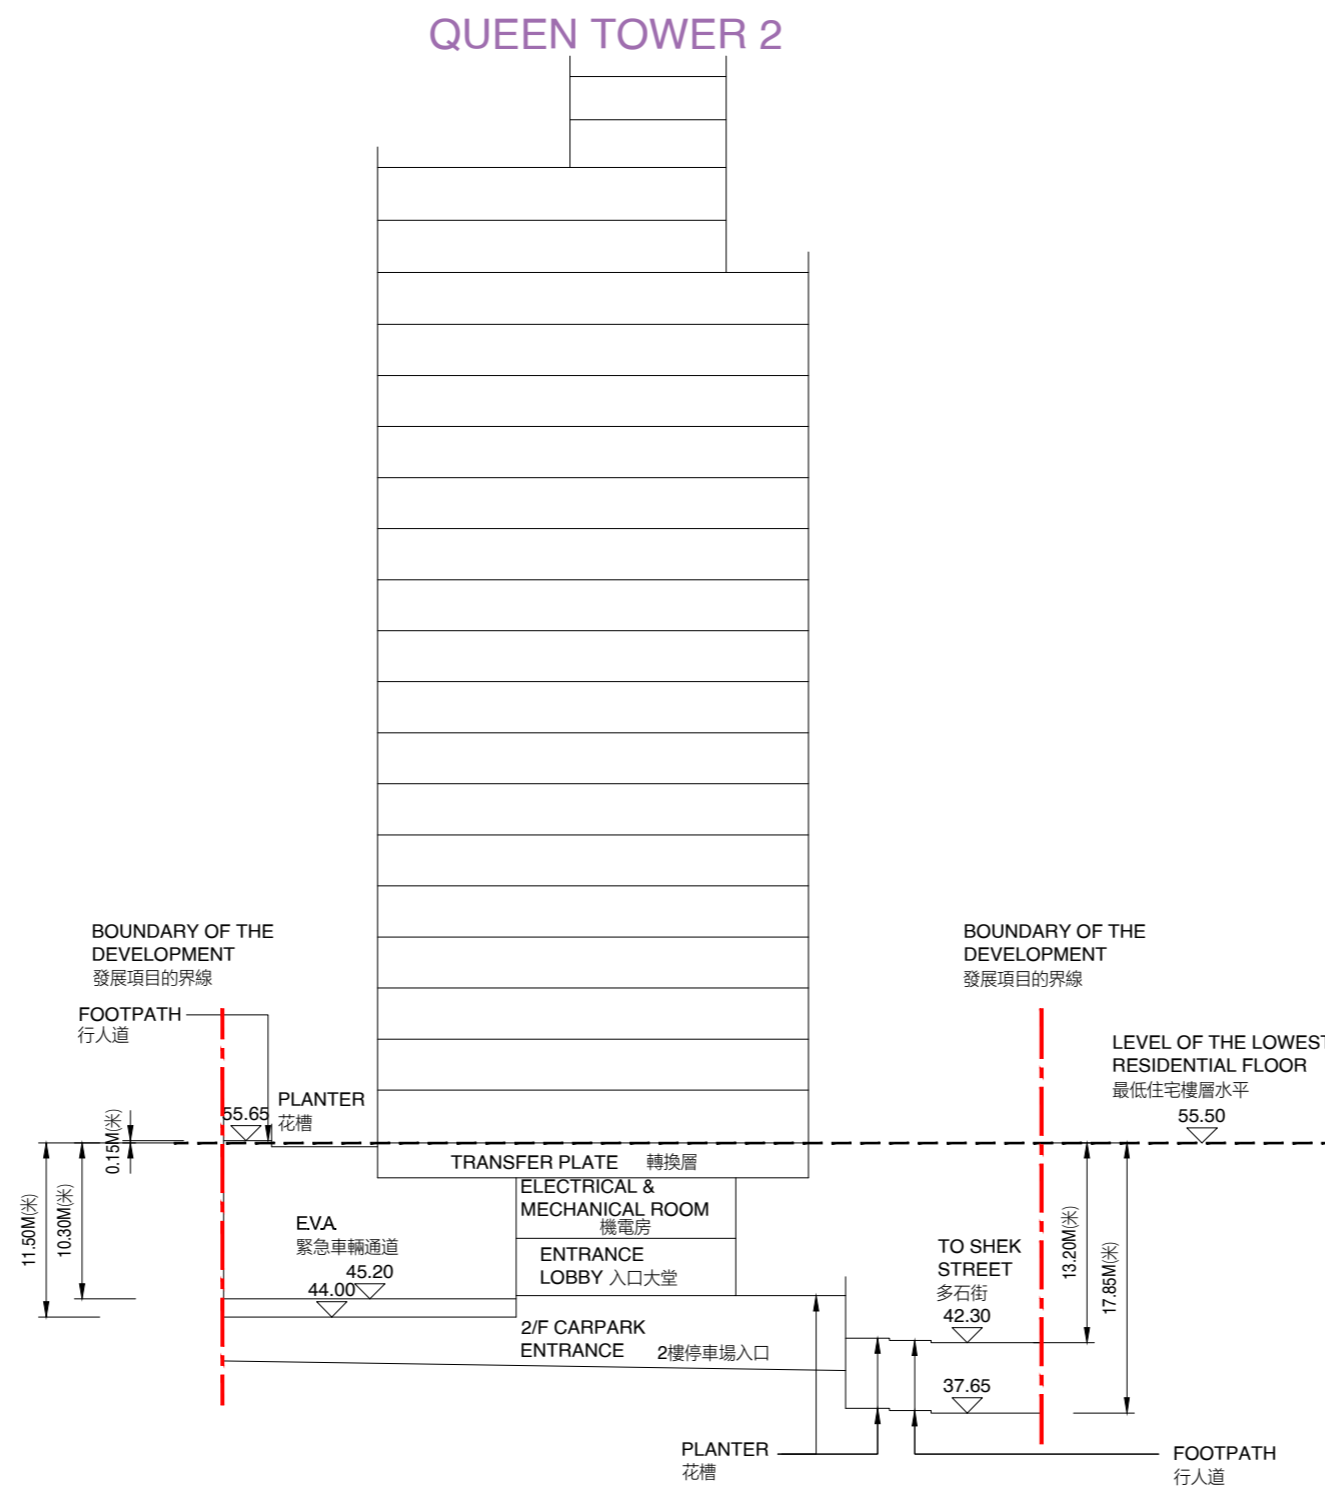 QUEEN TOWER 2
BOUNDARY OF THE
DEVELOPMENT
發展項目的界線
FOOTPATH
行人道
PLANTER
花槽
55.65
BOUNDARY OF THE
DEVELOPMENT
發展項目的界線
LEVEL OF THE LOWEST
RESIDENTIAL FLOOR
最低住宅樓層水平
55.50
0.15M(米)
11.50M(米)
10.30M(米)
TRANSFER PLATE 轉換層
ELECTRICAL &
MECHANICAL ROOM
機電房
E.V.A.
緊急車輛通道
45.20
44.00
ENTRANCE
LOBBY 入口大堂
2/F CARPARK
ENTRANCE 2樓停車場入口
TO SHEK
STREET
多石街
42.30
37.65
13.20M(米)
17.85M(米)
PLANTER
花槽
FOOTPATH
行人道